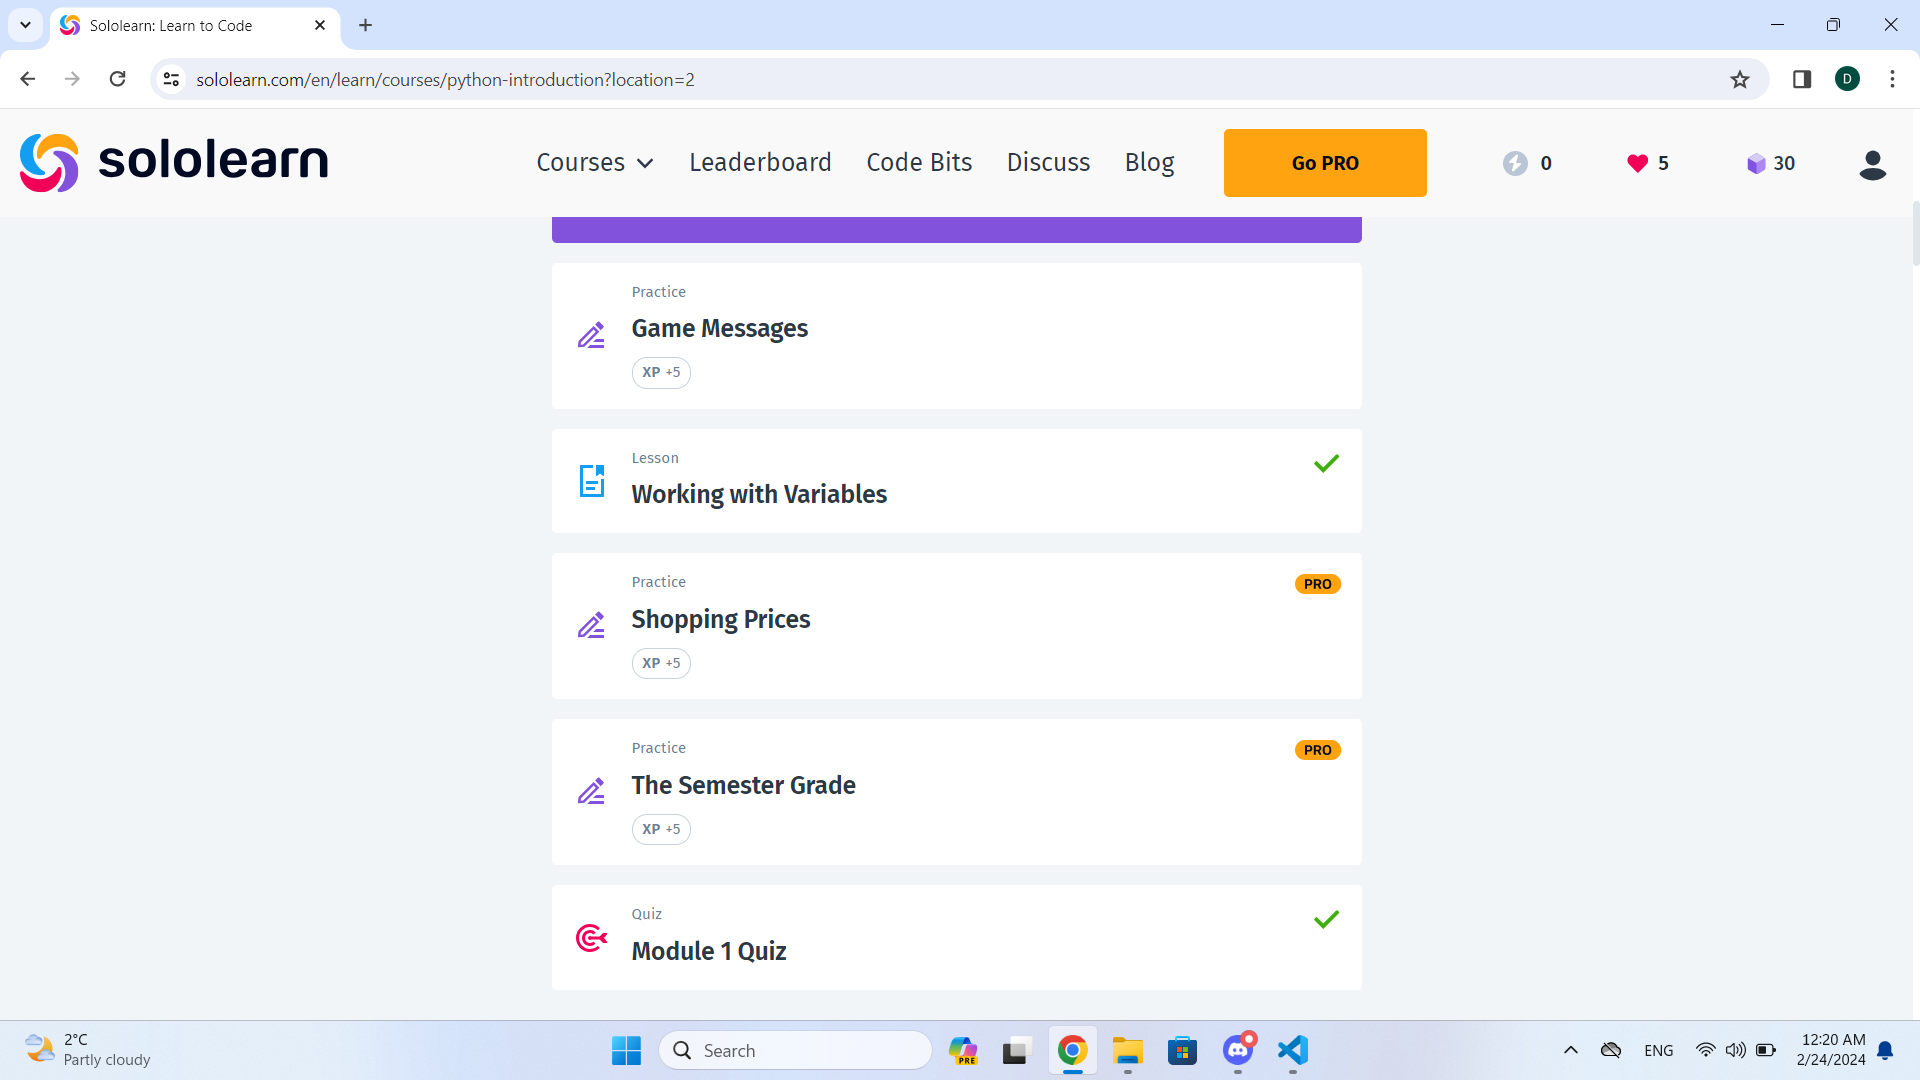 Sololearn: Learn to Code
sololearn.com/en/learn/courses/python-introduction?location=2
D
sololearn
Courses
Leaderboard
Code Bits
Discuss
Blog
Go PRO
0
5
30
Practice
Game Messages
XP +5
Lesson
Working with Variables
Practice
PRO
Shopping Prices
XP +5
Practice
PRO
The Semester Grade
XP +5
Quiz
Module 1 Quiz
2°C
Partly cloudy
Search
PRE
ENG
12:20 AM
2/24/2024